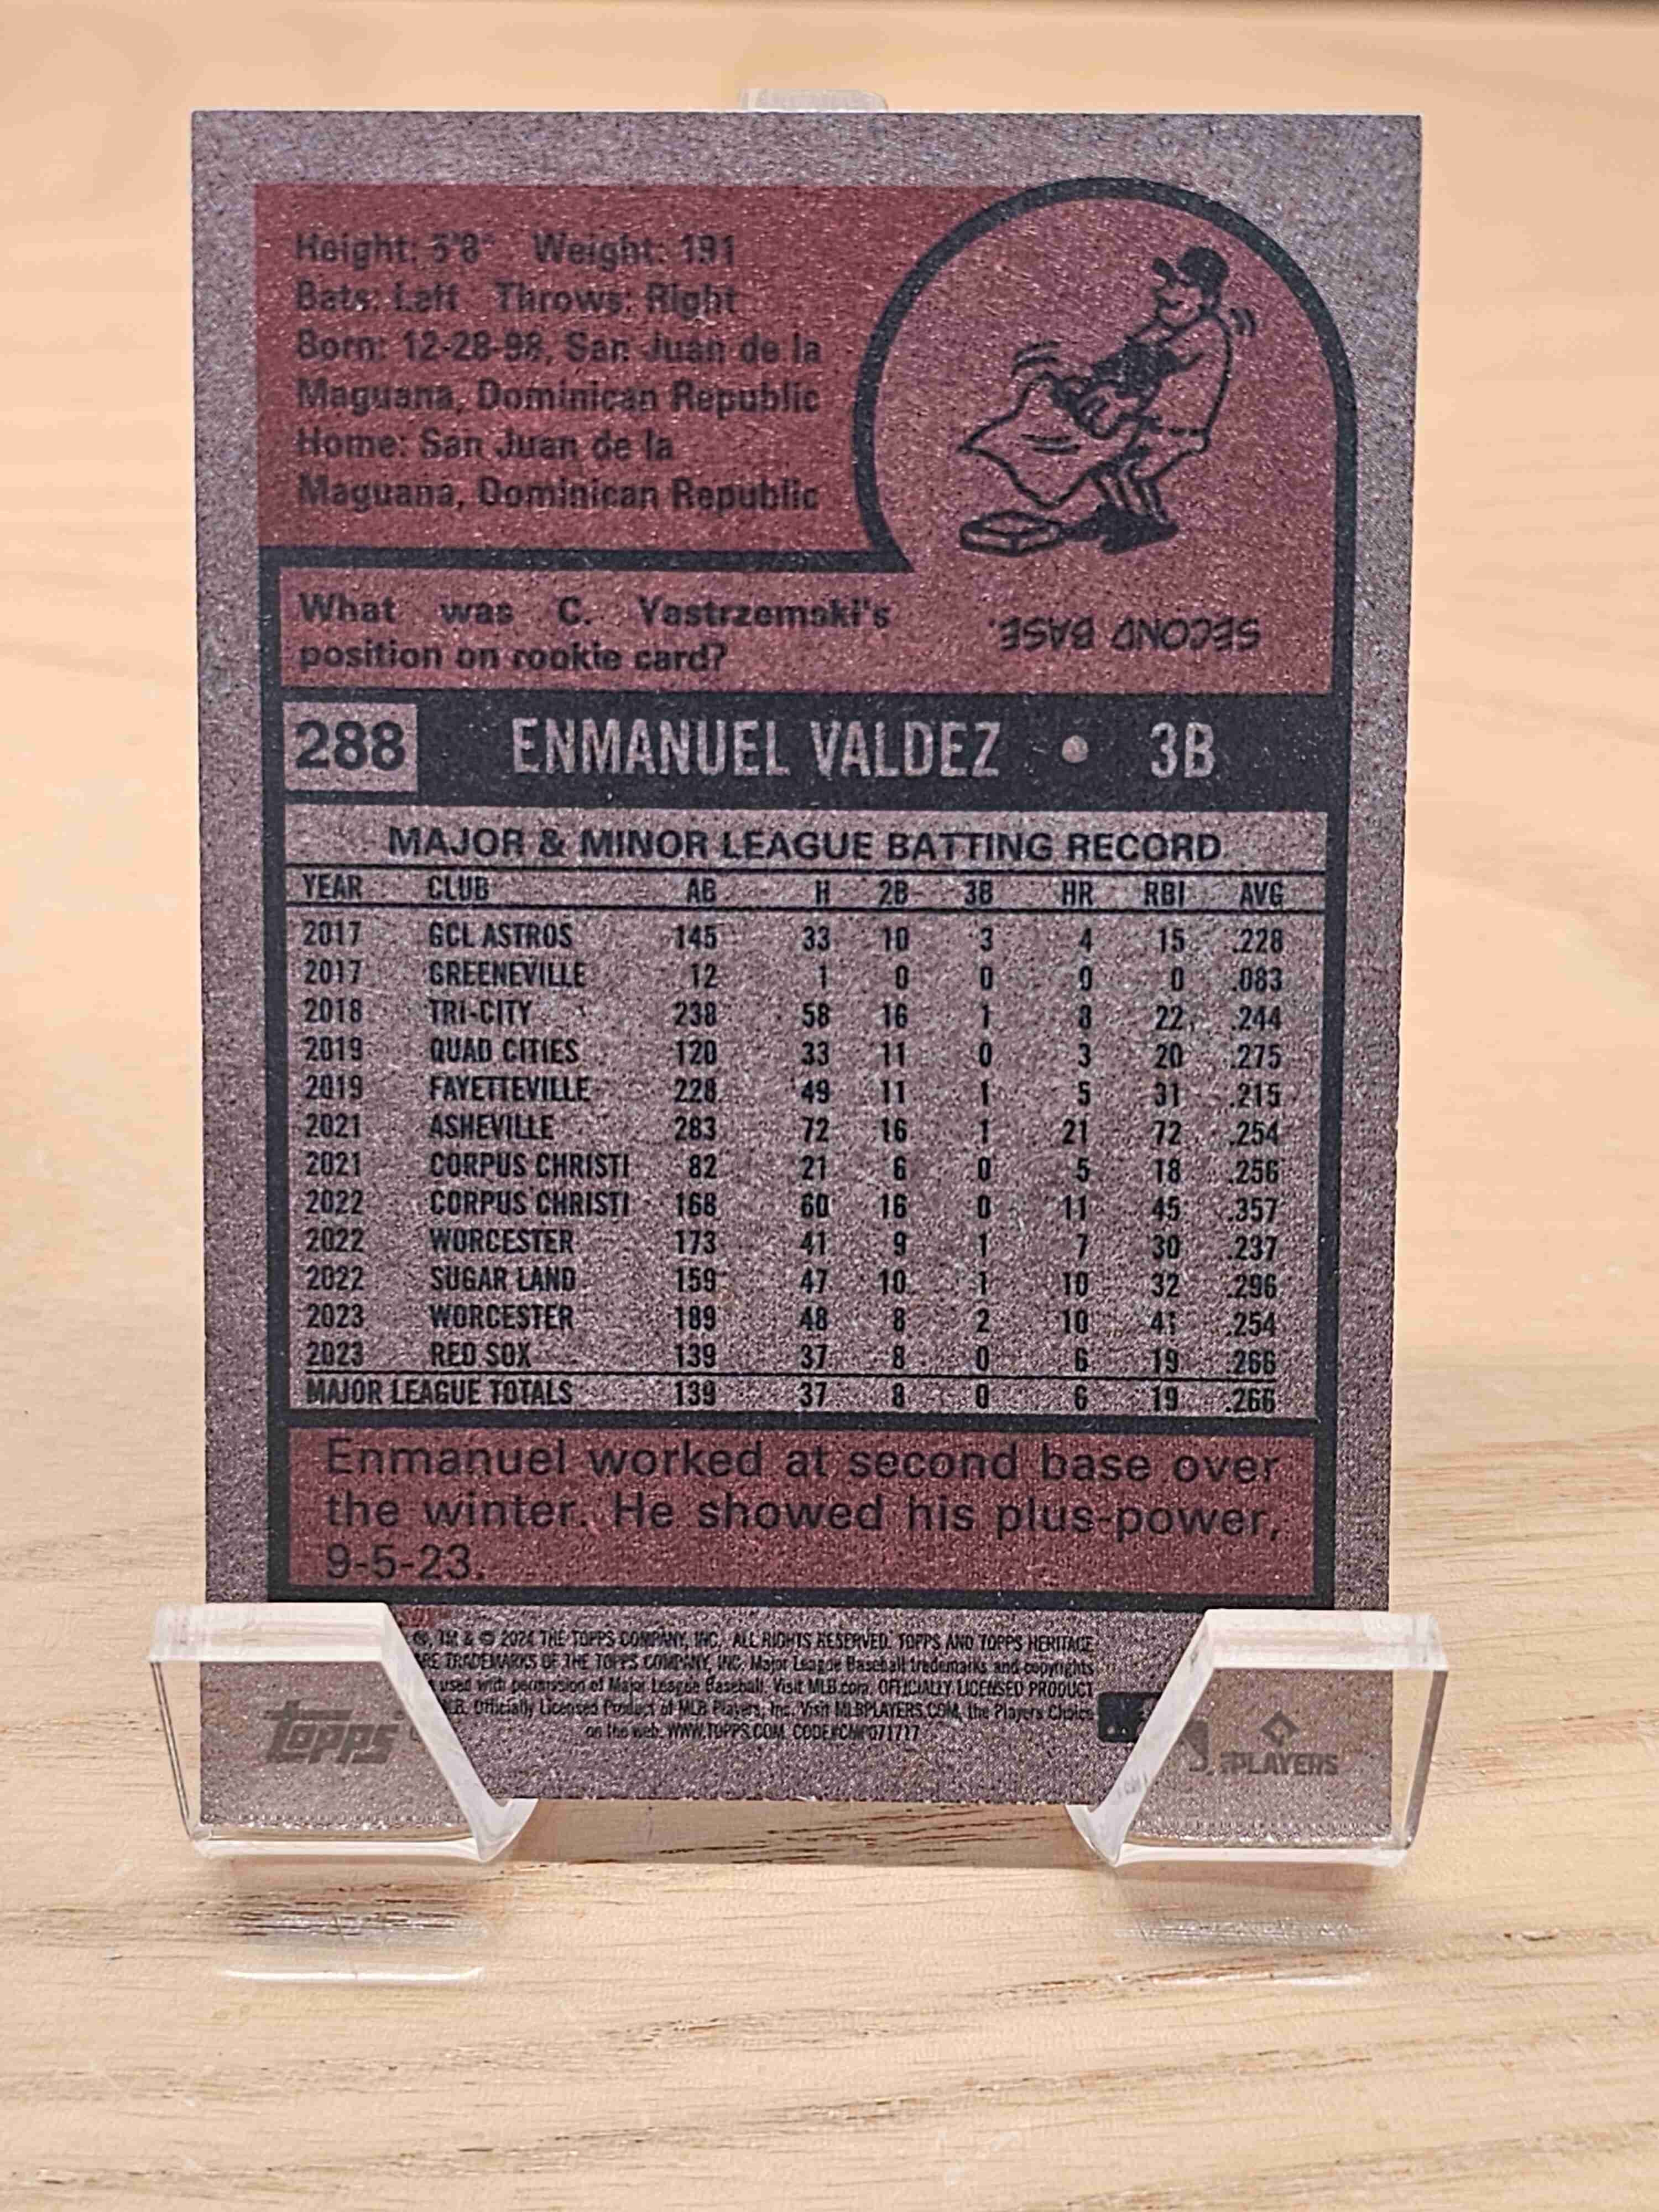 Height: 5'8" Weight: 191
Bats: Left Throws: Right
Born: 12-28-98, San Juan de la
Maguana, Dominican Republic
Home: San Juan de la
Maguana, Dominican Republic
What was C. Yastrzemski's
position on rookie card?
SECOND BASE.
288 ENMANUEL VALDEZ • 3B
MAJOR & MINOR LEAGUE BATTING RECORD
YEAR CLUB AB H 2B 3B HR RBI AVG
2017 GCL ASTROS 145 33 10 3 4 15 .228
2017 GREENEVILLE 12 1 0 0 0 0 .083
2018 TRI-CITY 238 58 16 1 8 22 .244
2019 QUAD CITIES 120 33 11 0 3 20 .275
2019 FAYETTEVILLE 228 49 11 1 5 31 .215
2021 ASHEVILLE 283 72 16 1 21 72 .254
2021 CORPUS CHRISTI 82 21 6 0 5 18 .256
2022 CORPUS CHRISTI 168 60 16 0 11 45 .357
2022 WORCESTER 173 41 9 1 7 30 .237
2022 SUGAR LAND 159 47 10 1 10 32 .296
2023 WORCESTER 189 48 8 2 10 41 .254
2023 RED SOX 139 37 8 0 6 19 .266
MAJOR LEAGUE TOTALS 139 37 8 0 6 19 .266
Enmanuel worked at second base over
the winter. He showed his plus-power,
9-5-23.
®, TM & © 2024 THE TOPPS COMPANY, INC. ALL RIGHTS RESERVED. TOPPS AND TOPPS HERITAGE
ARE TRADEMARKS OF THE TOPPS COMPANY, INC. Major League Baseball trademarks and copyrights
used with permission of Major League Baseball. Visit MLB.com. OFFICIALLY LICENSED PRODUCT
Officially Licensed Product of MLB Players, Inc. Visit MLBPLAYERS.COM, the Players Choice
on the web. WWW.TOPPS.COM. CODE#CMP071717
topps
PLAYERS